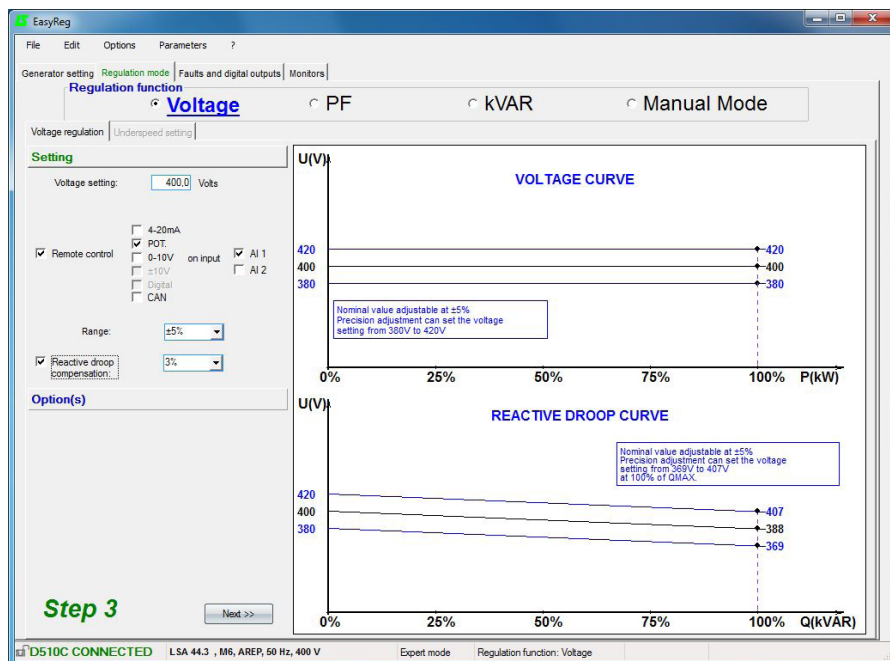 EasyReg
File Edit Options Parameters ?
Generator setting Regulation mode Faults and digital outputs Monitors
Regulation function
Voltage PF kVAR Manual Mode
Voltage regulation Underspeed setting
Setting
Voltage setting: 400,0 Volts
4-20mA
POT.
Remote control 0-10V on input AI 1
±10V AI 2
Digital
CAN
Range: ±5%
Reactive droop compensation: 3%
Option(s)
Step 3
Next >>
U(V)
VOLTAGE CURVE
420 420
400 400
380 380
Nominal value adjustable at ±5%
Precision adjustment can set the voltage
setting from 380V to 420V
0% 25% 50% 75% 100% P(kW)
U(V)
REACTIVE DROOP CURVE
Nominal value adjustable at ±5%
Precision adjustment can set the voltage
setting from 369V to 407V
at 100% of QMAX.
420 407
400 388
380 369
0% 25% 50% 75% 100% Q(kVAR)
D510C CONNECTED LSA 44.3 , M6, AREP, 50 Hz, 400 V Expert mode Regulation function: Voltage